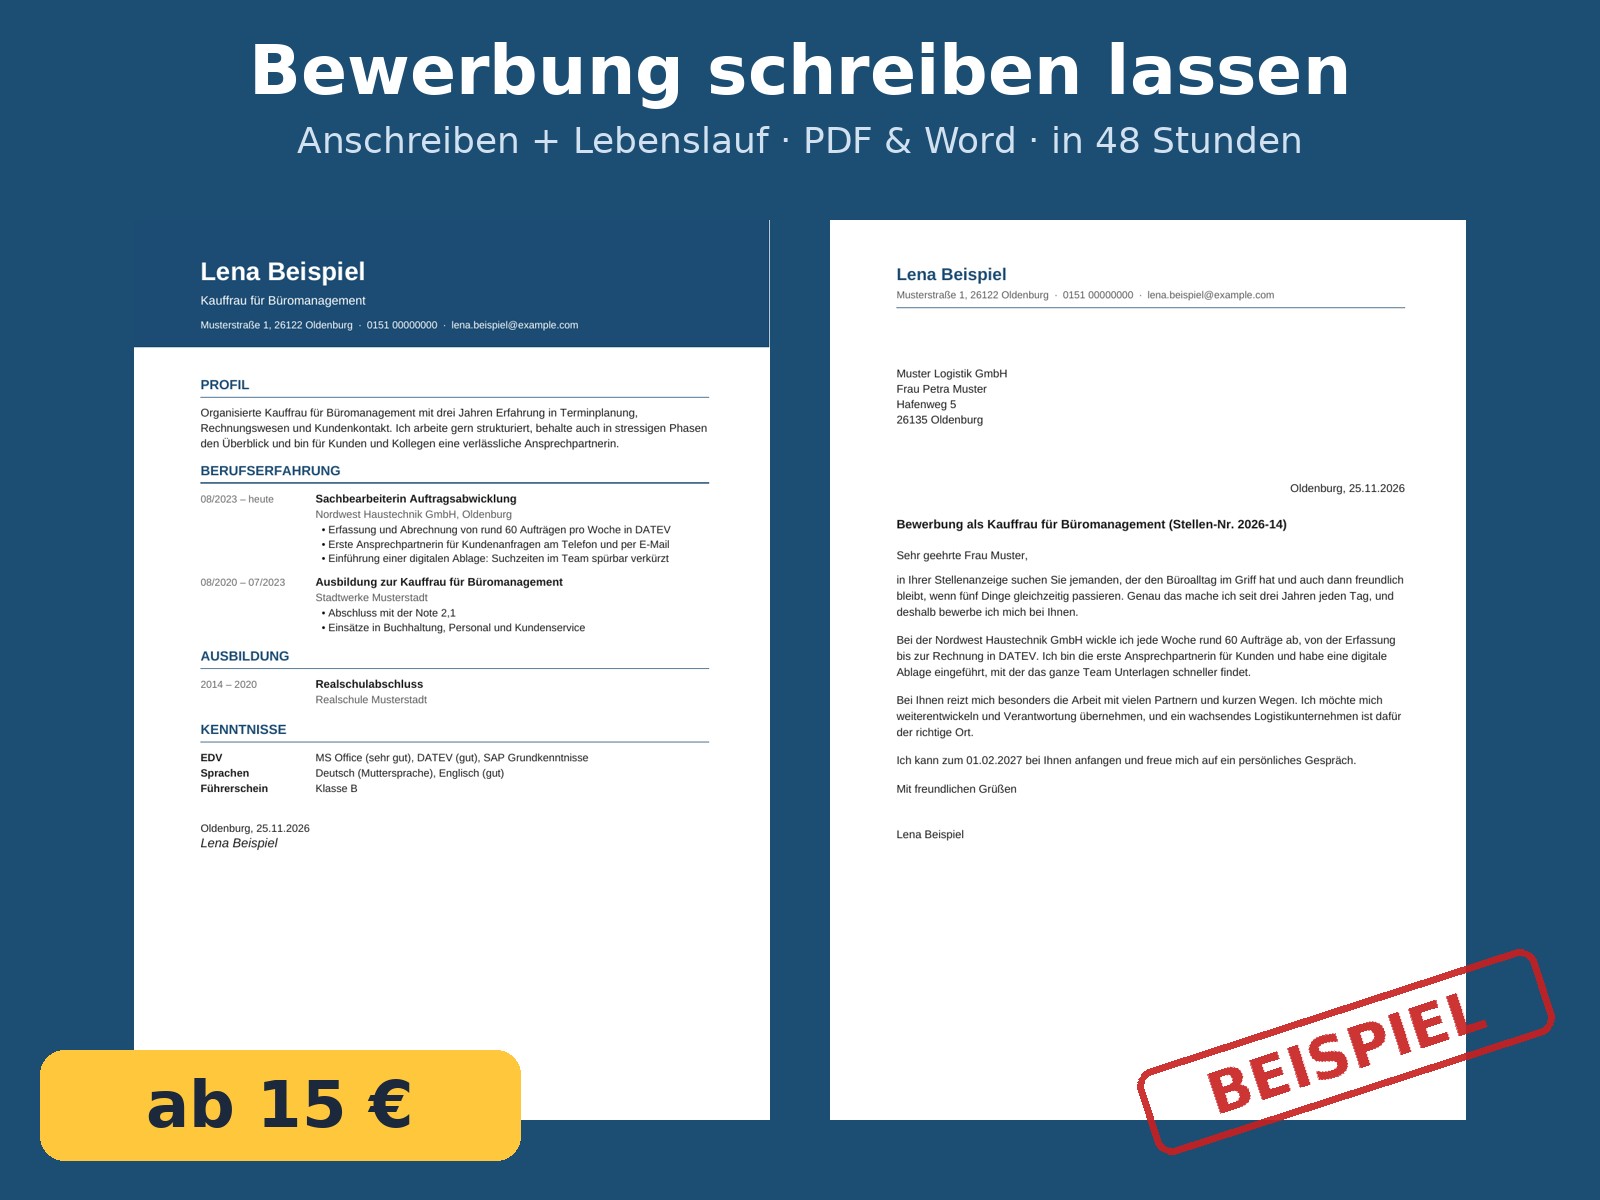 Bewerbung schreiben lassen
Anschreiben + Lebenslauf · PDF & Word · in 48 Stunden
Lena Beispiel
Kauffrau für Büromanagement
Musterstraße 1, 26122 Oldenburg · 0151 00000000 · lena.beispiel@example.com
PROFIL
Organisierte Kauffrau für Büromanagement mit drei Jahren Erfahrung in Terminplanung,
Rechnungswesen und Kundenkontakt. Ich arbeite gern strukturiert, behalte auch in stressigen Phasen
den Überblick und bin für Kunden und Kollegen eine verlässliche Ansprechpartnerin.
BERUFSERFAHRUNG
08/2023 – heute Sachbearbeiterin Auftragsabwicklung
Nordwest Haustechnik GmbH, Oldenburg
• Erfassung und Abrechnung von rund 60 Aufträgen pro Woche in DATEV
• Erste Ansprechpartnerin für Kundenanfragen am Telefon und per E-Mail
• Einführung einer digitalen Ablage: Suchzeiten im Team spürbar verkürzt
08/2020 – 07/2023 Ausbildung zur Kauffrau für Büromanagement
Stadtwerke Musterstadt
• Abschluss mit der Note 2,1
• Einsätze in Buchhaltung, Personal und Kundenservice
AUSBILDUNG
2014 – 2020 Realschulabschluss
Realschule Musterstadt
KENNTNISSE
EDV MS Office (sehr gut), DATEV (gut), SAP Grundkenntnisse
Sprachen Deutsch (Muttersprache), Englisch (gut)
Führerschein Klasse B
Oldenburg, 25.11.2026
Lena Beispiel
Lena Beispiel
Musterstraße 1, 26122 Oldenburg · 0151 00000000 · lena.beispiel@example.com
Muster Logistik GmbH
Frau Petra Muster
Hafenweg 5
26135 Oldenburg
Oldenburg, 25.11.2026
Bewerbung als Kauffrau für Büromanagement (Stellen-Nr. 2026-14)
Sehr geehrte Frau Muster,
in Ihrer Stellenanzeige suchen Sie jemanden, der den Büroalltag im Griff hat und auch dann freundlich
bleibt, wenn fünf Dinge gleichzeitig passieren. Genau das mache ich seit drei Jahren jeden Tag, und
deshalb bewerbe ich mich bei Ihnen.
Bei der Nordwest Haustechnik GmbH wickle ich jede Woche rund 60 Aufträge ab, von der Erfassung
bis zur Rechnung in DATEV. Ich bin die erste Ansprechpartnerin für Kunden und habe eine digitale
Ablage eingeführt, mit der das ganze Team Unterlagen schneller findet.
Bei Ihnen reizt mich besonders die Arbeit mit vielen Partnern und kurzen Wegen. Ich möchte mich
weiterentwickeln und Verantwortung übernehmen, und ein wachsendes Logistikunternehmen ist dafür
der richtige Ort.
Ich kann zum 01.02.2027 bei Ihnen anfangen und freue mich auf ein persönliches Gespräch.
Mit freundlichen Grüßen
Lena Beispiel
ab 15 €
BEISPIEL